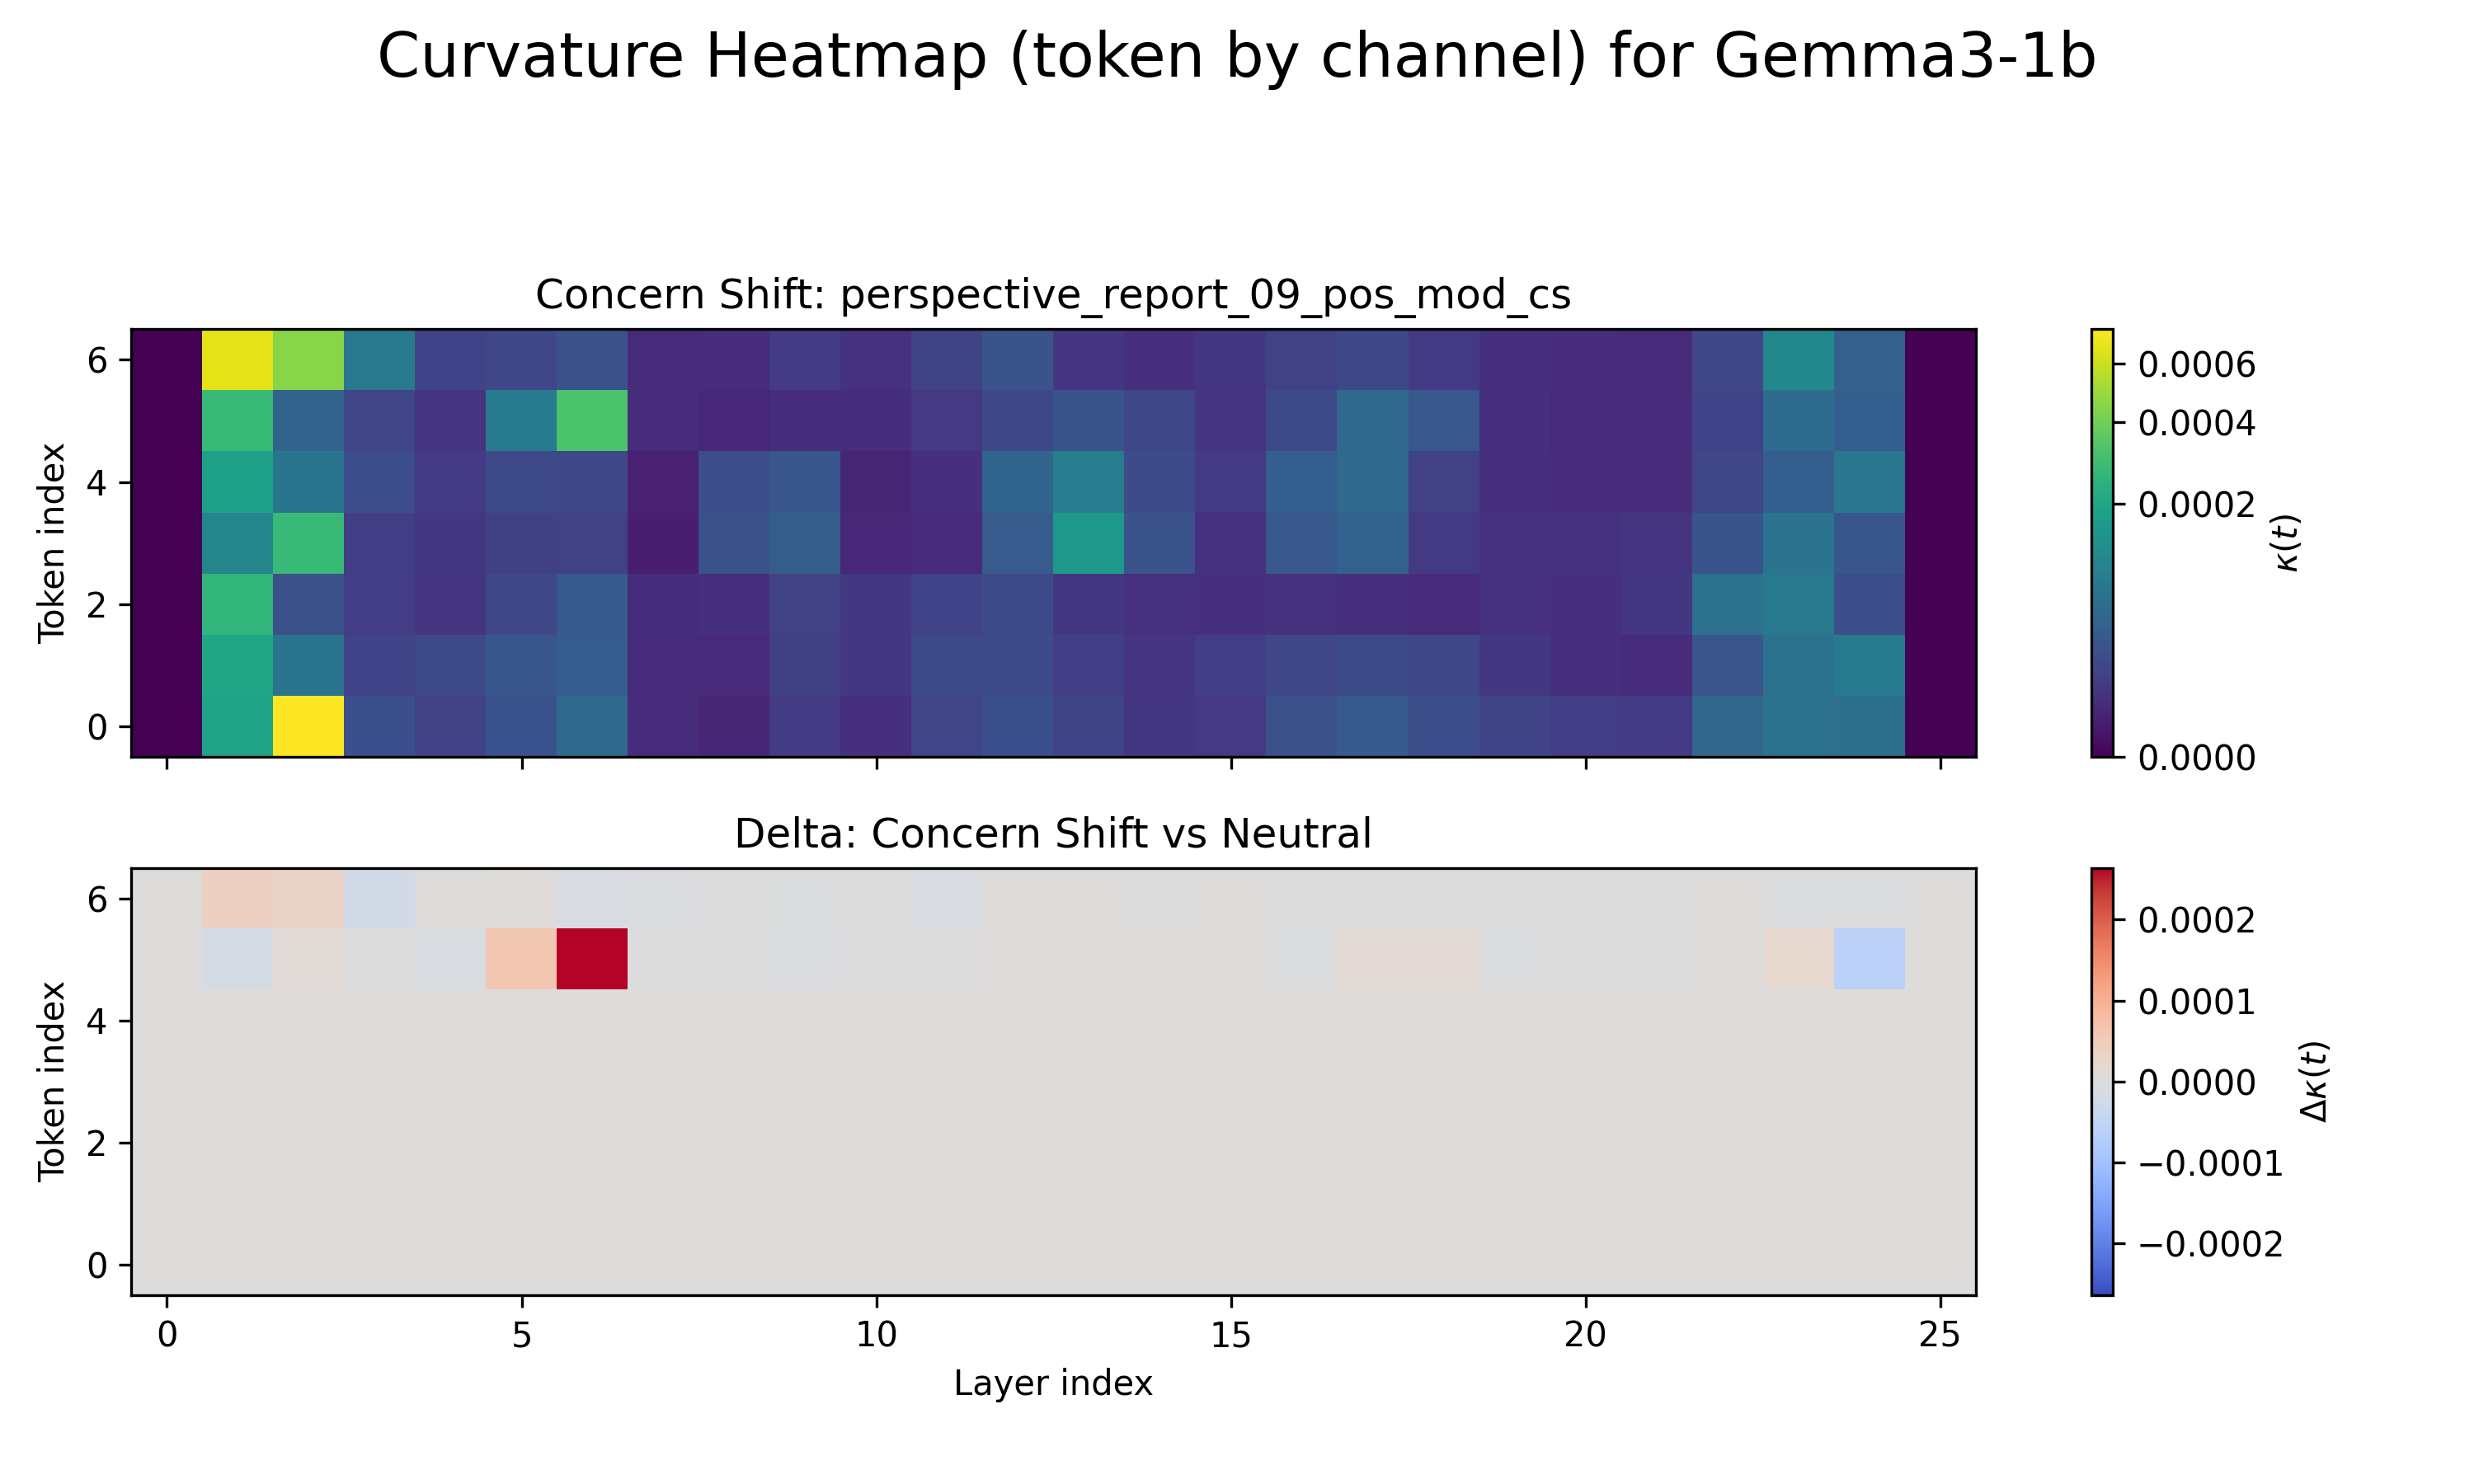 Curvature Heatmap (token by channel) for Gemma3-1b
Concern Shift: perspective_report_09_pos_mod_cs
Token index
6
4
2
0
0.0006
0.0004
0.0002
0.0000
κ(t)
Delta: Concern Shift vs Neutral
Token index
6
4
2
0
0.0002
0.0001
0.0000
−0.0001
−0.0002
Δκ(t)
0 5 10 15 20 25
Layer index